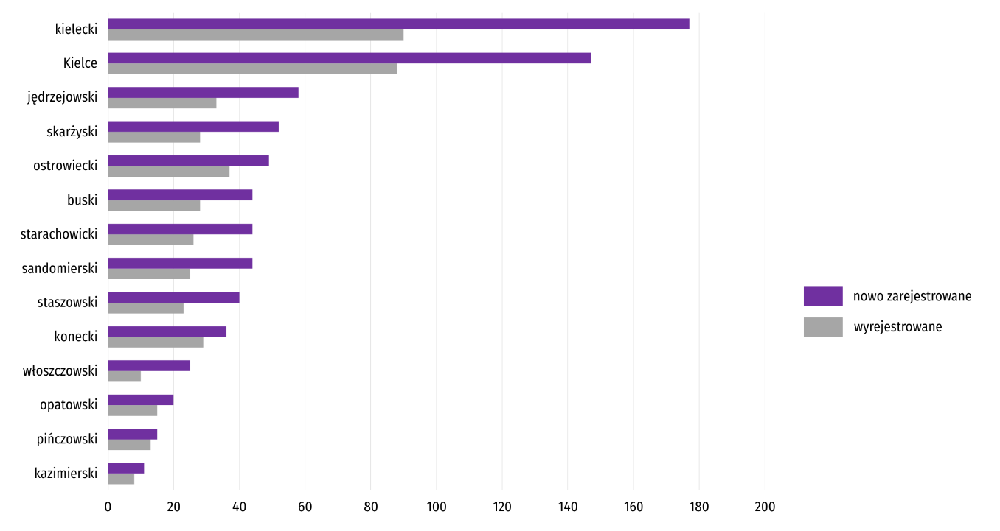 kielecki
Kielce
jędrzejowski
skarżyski
ostrowiecki
buski
starachowicki
sandomierski
staszowski
konecki
włoszczowski
opatowski
pińczowski
kazimierski
0 20 40 60 80 100 120 140 160 180 200
nowo zarejestrowane
wyrejestrowane